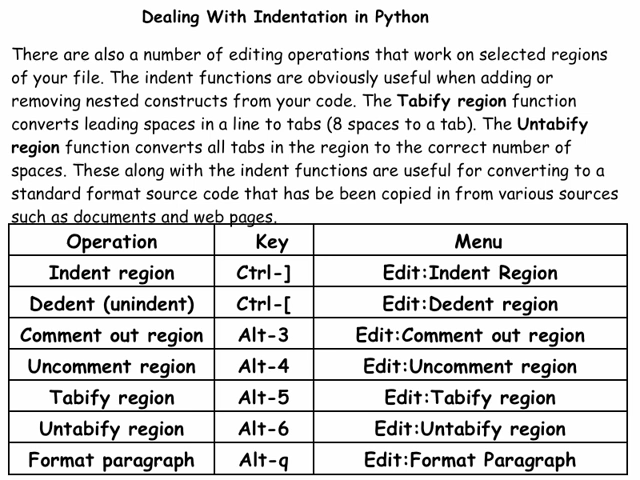 Dealing With Indentation in Python
There are also a number of editing operations that work on selected regions
of your file. The indent functions are obviously useful when adding or
removing nested constructs from your code. The Tabify region function
converts leading spaces in a line to tabs (8 spaces to a tab). The Untabify
region function converts all tabs in the region to the correct number of
spaces. These along with the indent functions are useful for converting to a
standard format source code that has be been copied in from various sources
such as documents and web pages.
Operation Key Menu
Indent region Ctrl-] Edit:Indent Region
Dedent (unindent) Ctrl-[ Edit:Dedent region
Comment out region Alt-3 Edit:Comment out region
Uncomment region Alt-4 Edit:Uncomment region
Tabify region Alt-5 Edit:Tabify region
Untabify region Alt-6 Edit:Untabify region
Format paragraph Alt-q Edit:Format Paragraph